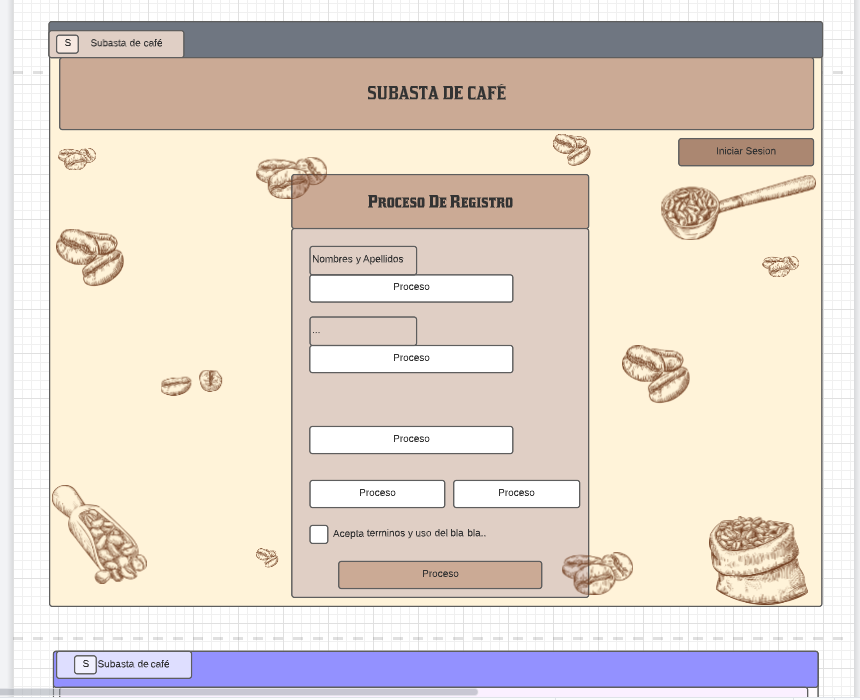 S Subasta de café
SUBASTA DE CAFÉ
Iniciar Sesion
Proceso De Registro
Nombres y Apellidos
Proceso
...
Proceso
Proceso
Proceso Proceso
Acepta terminos y uso del bla bla..
Proceso
S Subasta de café